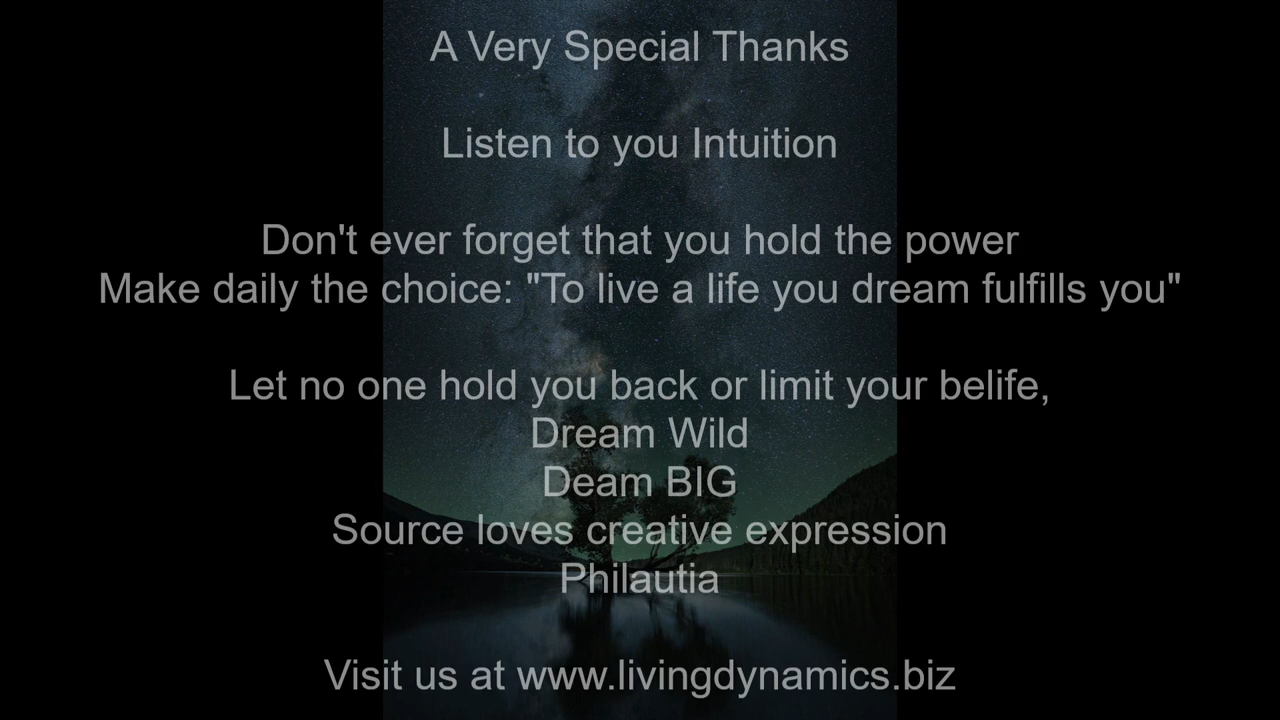 A Very Special Thanks
Listen to you Intuition
Don't ever forget that you hold the power
Make daily the choice: "To live a life you dream fulfills you"
Let no one hold you back or limit your belife,
Dream Wild
Deam BIG
Source loves creative expression
Philautia
Visit us at www.livingdynamics.biz